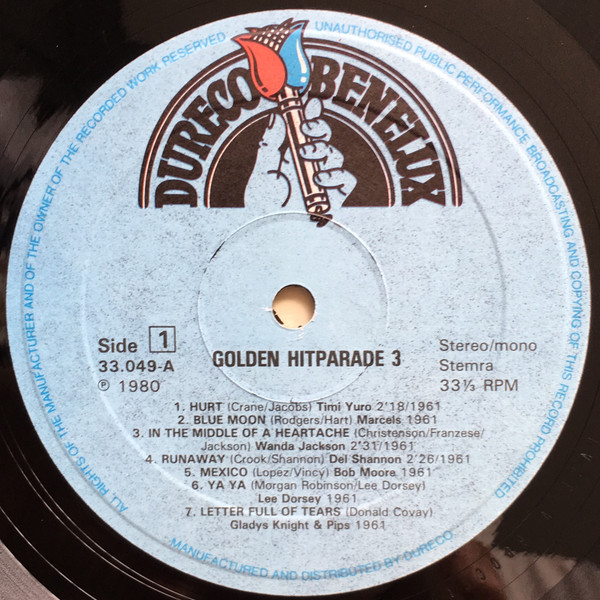 DURECO BENELUX
Side 1
33.049-A
℗ 1980
GOLDEN HITPARADE 3
Stereo/mono
Stemra
33⅓ RPM
1. HURT (Crane/Jacobs) Timi Yuro 2'18/1961
2. BLUE MOON (Rodgers/Hart) Marcels 1961
3. IN THE MIDDLE OF A HEARTACHE (Christenson/Franzese/
Jackson) Wanda Jackson 2'31/1961
4. RUNAWAY (Crook/Shannon) Del Shannon 2'26/1961
5. MEXICO (Lopez/Vincy) Bob Moore 1961
6. YA YA (Morgan Robinson/Lee Dorsey)
Lee Dorsey 1961
7. LETTER FULL OF TEARS (Donald Covay)
Gladys Knight & Pips 1961
ALL RIGHTS OF THE MANUFACTURER AND OF THE OWNER OF THE RECORDED WORK RESERVED
UNAUTHORISED PUBLIC PERFORMANCE BROADCASTING AND COPYING OF THIS RECORD PROHIBITED
MANUFACTURED AND DISTRIBUTED BY DURECO